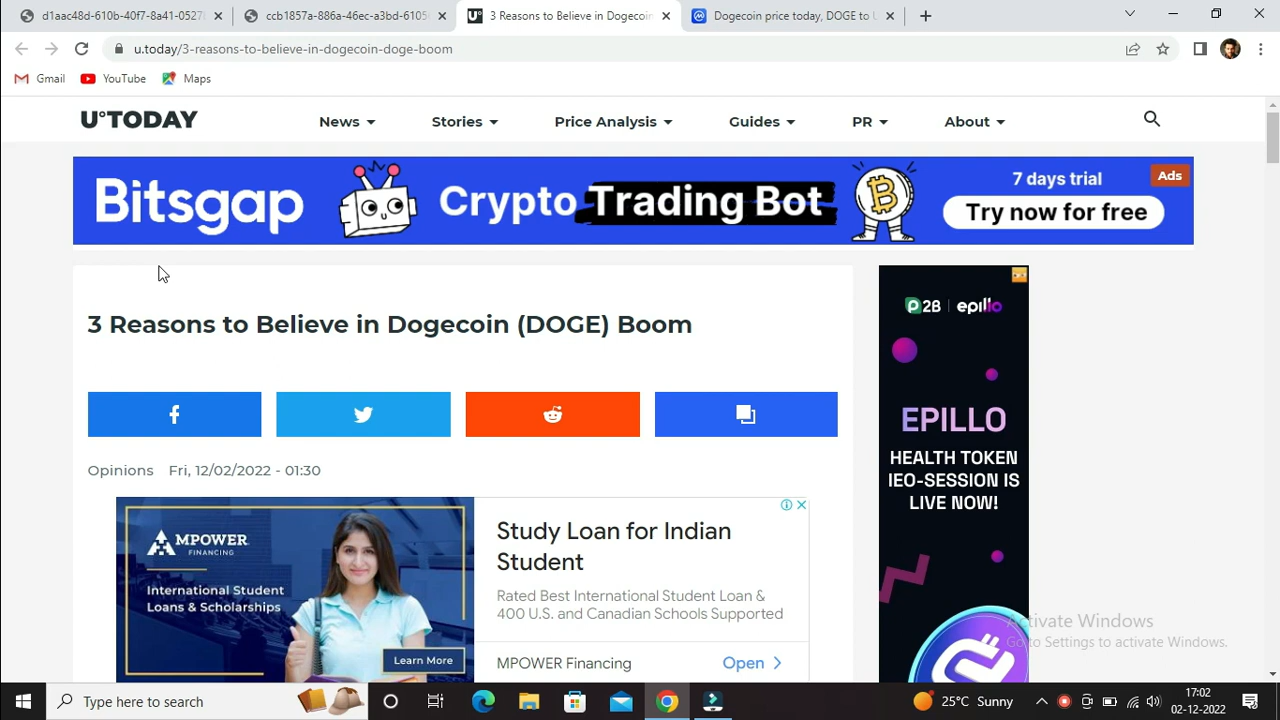 d1aac48d-610b-40f7-8a41-0527
ccb1857a-886a-46ec-a3bd-6105
3 Reasons to Believe in Dogecoin
Dogecoin price today, DOGE to U
u.today/3-reasons-to-believe-in-dogecoin-doge-boom
Gmail
YouTube
Maps
U°TODAY
News
Stories
Price Analysis
Guides
PR
About
Bitsgap
Crypto Trading Bot
7 days trial
Try now for free
Ads
3 Reasons to Believe in Dogecoin (DOGE) Boom
Opinions Fri, 12/02/2022 - 01:30
MPOWER
FINANCING
International Student
Loans & Scholarships
Learn More
Study Loan for Indian
Student
Rated Best International Student Loan &
400 U.S. and Canadian Schools Supported
MPOWER Financing
Open
P2B epillo
EPILLO
HEALTH TOKEN
IEO-SESSION IS
LIVE NOW!
Activate Windows
Go to Settings to activate Windows.
Type here to search
25°C Sunny
17:02
02-12-2022